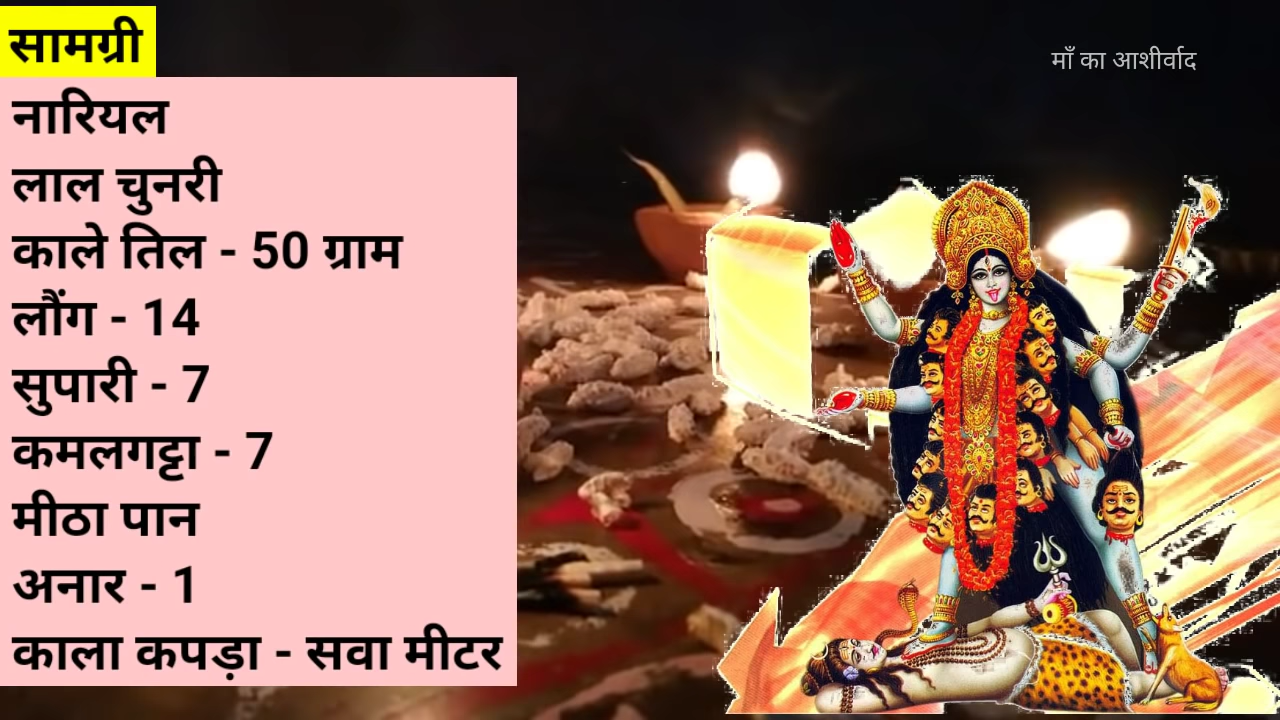 सामग्री
माँ का आशीर्वाद
नारियल
लाल चुनरी
काले तिल - 50 ग्राम
लौंग - 14
सुपारी - 7
कमलगट्टा - 7
मीठा पान
अनार - 1
काला कपड़ा - सवा मीटर